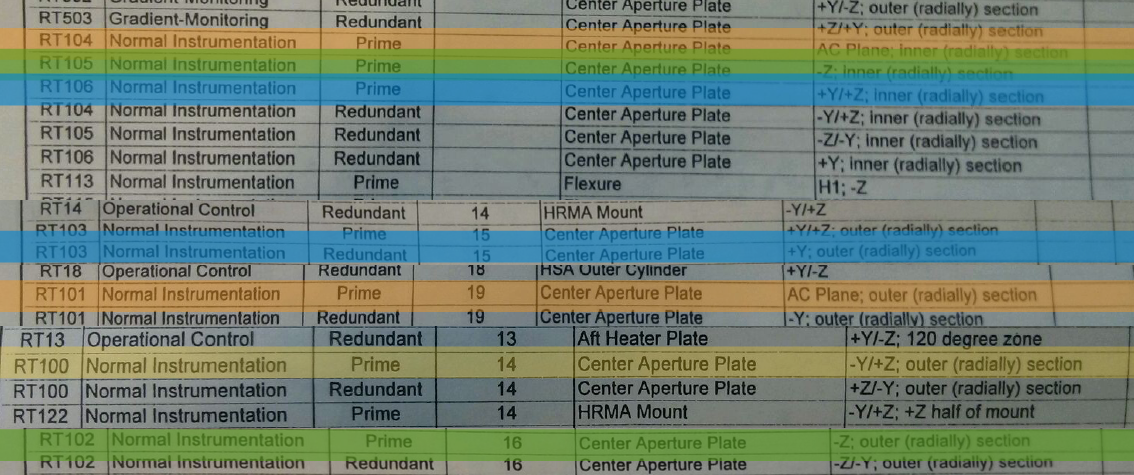 Gradient-Monitoring Redundant Center Aperture Plate +Y/-Z; outer (radially) section
RT503 Gradient-Monitoring Redundant Center Aperture Plate +Z/+Y; outer (radially) section
RT104 Normal Instrumentation Prime Center Aperture Plate AC Plane; inner (radially) section
RT105 Normal Instrumentation Prime Center Aperture Plate -Z; inner (radially) section
RT106 Normal Instrumentation Prime Center Aperture Plate +Y/+Z; inner (radially) section
RT104 Normal Instrumentation Redundant Center Aperture Plate -Y/+Z; inner (radially) section
RT105 Normal Instrumentation Redundant Center Aperture Plate -Z/-Y; inner (radially) section
RT106 Normal Instrumentation Redundant Center Aperture Plate +Y; inner (radially) section
RT113 Normal Instrumentation Prime Flexure H1; -Z
RT14 Operational Control Redundant 14 HRMA Mount -Y/+Z
RT103 Normal Instrumentation Prime 15 Center Aperture Plate +Y/+Z; outer (radially) section
RT103 Normal Instrumentation Redundant 15 Center Aperture Plate +Y; outer (radially) section
RT18 Operational Control Redundant 18 HSA Outer Cylinder +Y/-Z
RT101 Normal Instrumentation Prime 19 Center Aperture Plate AC Plane; outer (radially) section
RT101 Normal Instrumentation Redundant 19 Center Aperture Plate -Y; outer (radially) section
RT13 Operational Control Redundant 13 Aft Heater Plate +Y/-Z; 120 degree zone
RT100 Normal Instrumentation Prime 14 Center Aperture Plate -Y/+Z; outer (radially) section
RT100 Normal Instrumentation Redundant 14 Center Aperture Plate +Z/-Y; outer (radially) section
RT122 Normal Instrumentation Prime 14 HRMA Mount -Y/+Z; +Z half of mount
RT102 Normal Instrumentation Prime 16 Center Aperture Plate -Z; outer (radially) section
RT102 Normal Instrumentation Redundant 16 Center Aperture Plate -Z/-Y; outer (radially) section